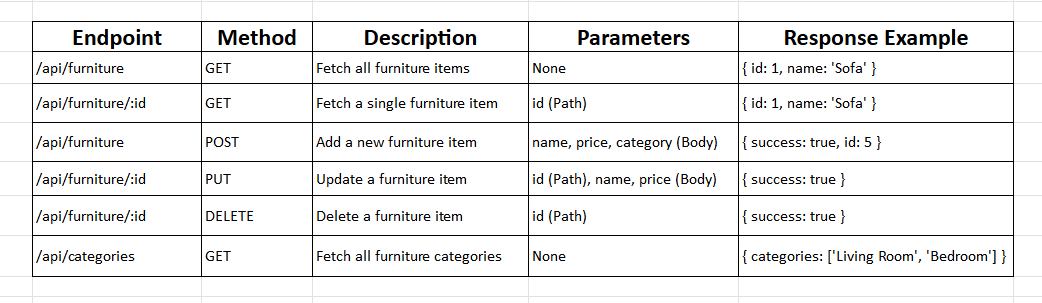 Endpoint Method Description Parameters Response Example
/api/furniture GET Fetch all furniture items None { id: 1, name: 'Sofa' }
/api/furniture/:id GET Fetch a single furniture item id (Path) { id: 1, name: 'Sofa' }
/api/furniture POST Add a new furniture item name, price, category (Body) { success: true, id: 5 }
/api/furniture/:id PUT Update a furniture item id (Path), name, price (Body) { success: true }
/api/furniture/:id DELETE Delete a furniture item id (Path) { success: true }
/api/categories GET Fetch all furniture categories None { categories: ['Living Room', 'Bedroom'] }